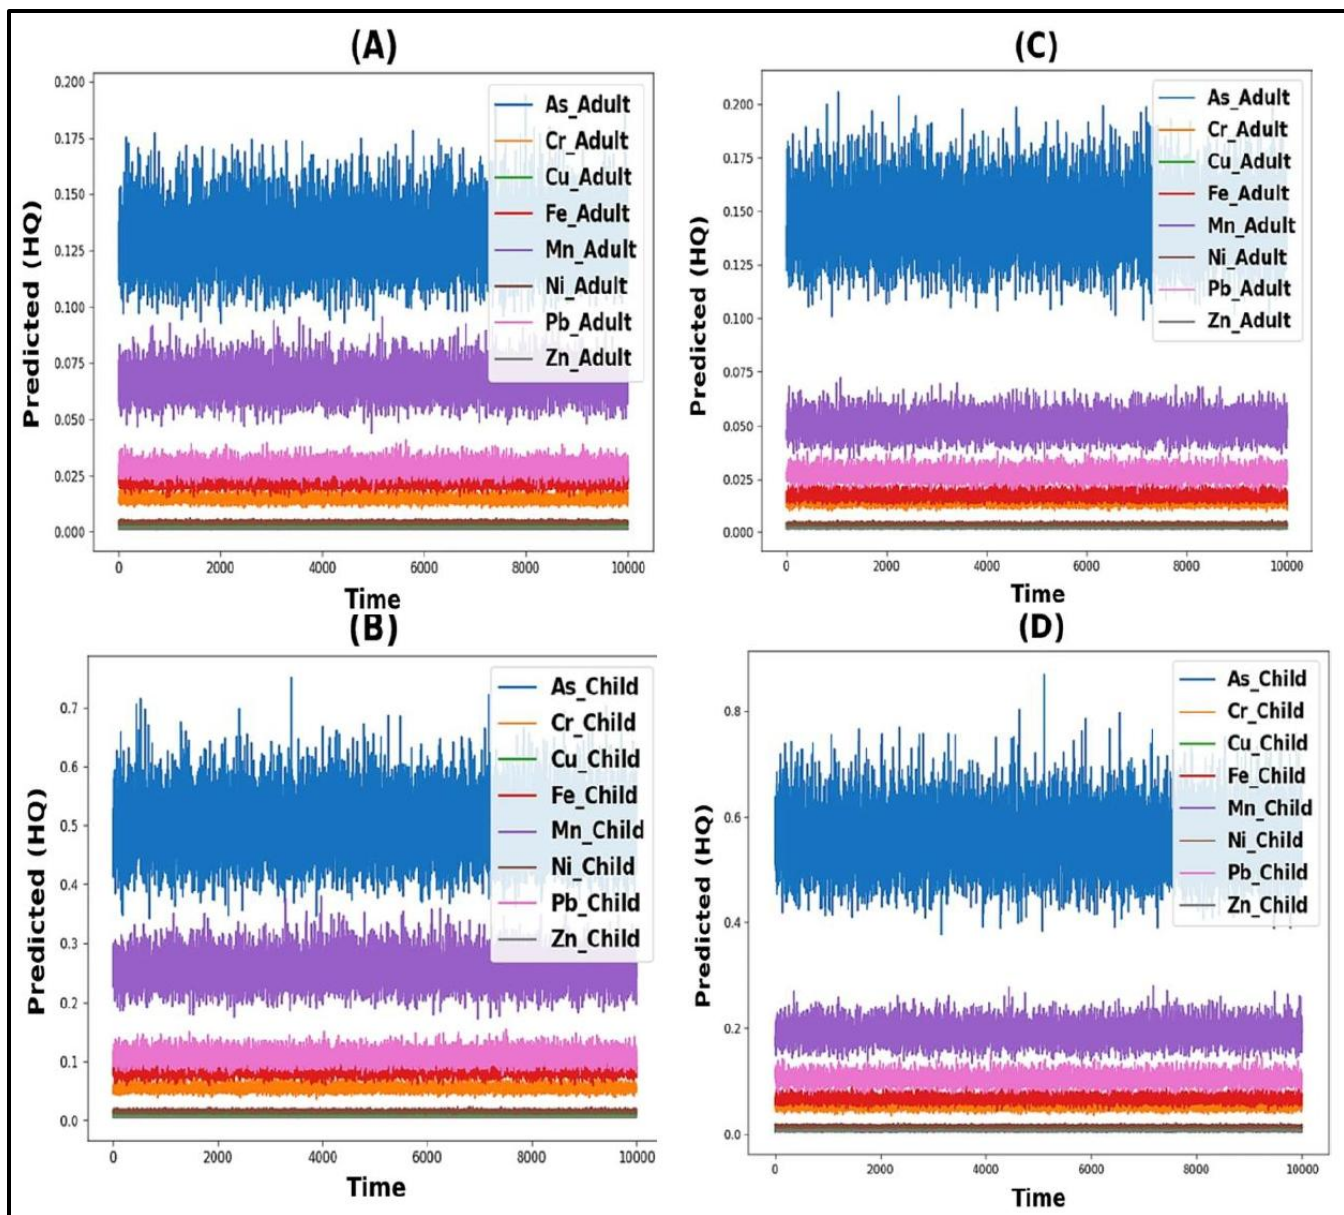 (A)
Predicted (HQ)
0.200
0.175
0.150
0.125
0.100
0.075
0.050
0.025
0.000
As_Adult
Cr_Adult
Cu_Adult
Fe_Adult
Mn_Adult
Ni_Adult
Pb_Adult
Zn_Adult
0 2000 4000 6000 8000 10000
Time
(C)
Predicted (HQ)
0.200
0.175
0.150
0.125
0.100
0.075
0.050
0.025
0.000
As_Adult
Cr_Adult
Cu_Adult
Fe_Adult
Mn_Adult
Ni_Adult
Pb_Adult
Zn_Adult
0 2000 4000 6000 8000 10000
Time
(B)
Predicted (HQ)
0.7
0.6
0.5
0.4
0.3
0.2
0.1
0.0
As_Child
Cr_Child
Cu_Child
Fe_Child
Mn_Child
Ni_Child
Pb_Child
Zn_Child
0 2000 4000 6000 8000 10000
Time
(D)
Predicted (HQ)
0.8
0.6
0.4
0.2
0.0
As_Child
Cr_Child
Cu_Child
Fe_Child
Mn_Child
Ni_Child
Pb_Child
Zn_Child
0 2000 4000 6000 8000 10000
Time